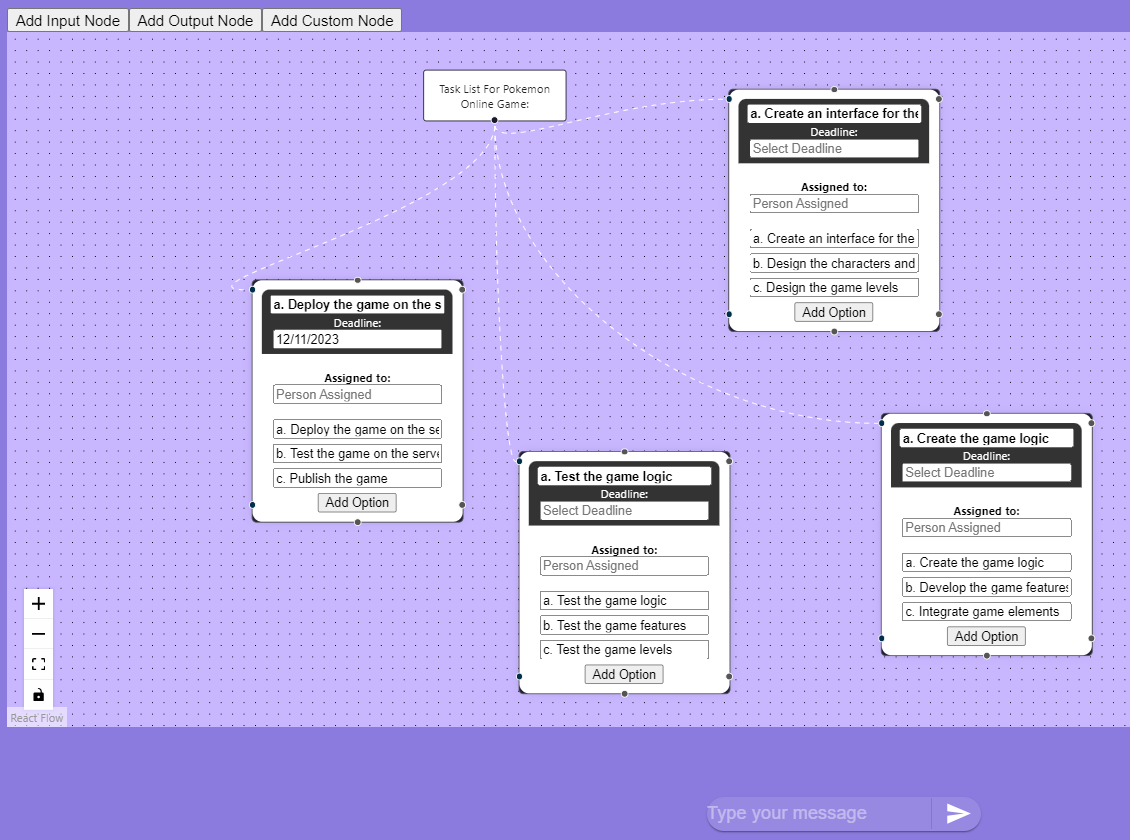 Add Input Node
Add Output Node
Add Custom Node
Task List For Pokemon
Online Game:
a. Create an interface for the
Deadline:
Select Deadline
Assigned to:
Person Assigned
a. Create an interface for the
b. Design the characters and
c. Design the game levels
Add Option
a. Deploy the game on the s
Deadline:
12/11/2023
Assigned to:
Person Assigned
a. Deploy the game on the se
b. Test the game on the serve
c. Publish the game
Add Option
a. Test the game logic
Deadline:
Select Deadline
Assigned to:
Person Assigned
a. Test the game logic
b. Test the game features
c. Test the game levels
Add Option
a. Create the game logic
Deadline:
Select Deadline
Assigned to:
Person Assigned
a. Create the game logic
b. Develop the game features
c. Integrate game elements
Add Option
React Flow
Type your message